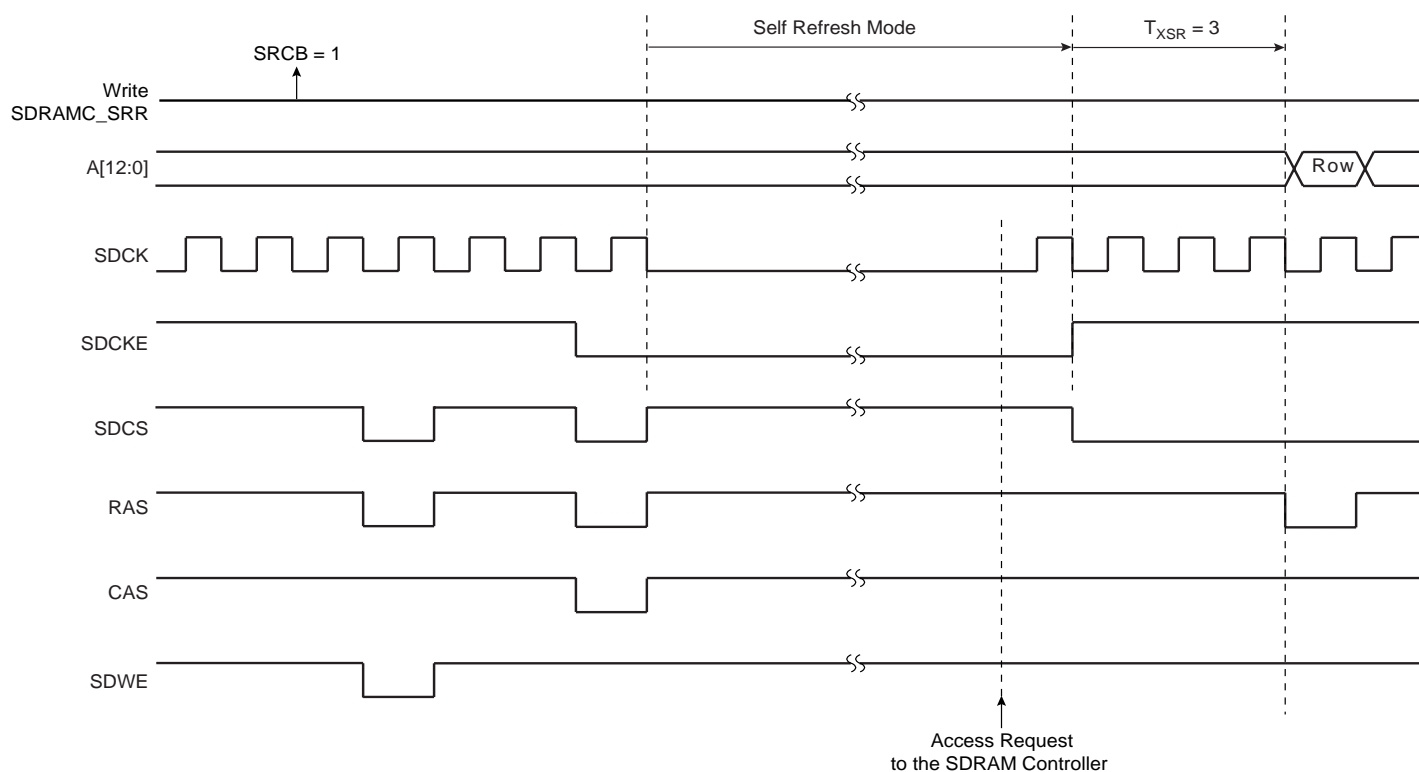 Self Refresh Mode
TXSR = 3
SRCB = 1
Write
SDRAMC_SRR
A[12:0]
Row
SDCK
SDCKE
SDCS
RAS
CAS
SDWE
Access Request
to the SDRAM Controller